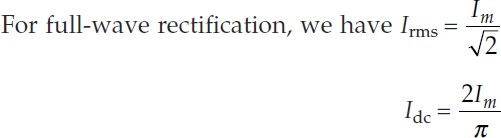 For full-wave rectification, we have I_rms = I_m/√2
I_dc = 2I_m/π